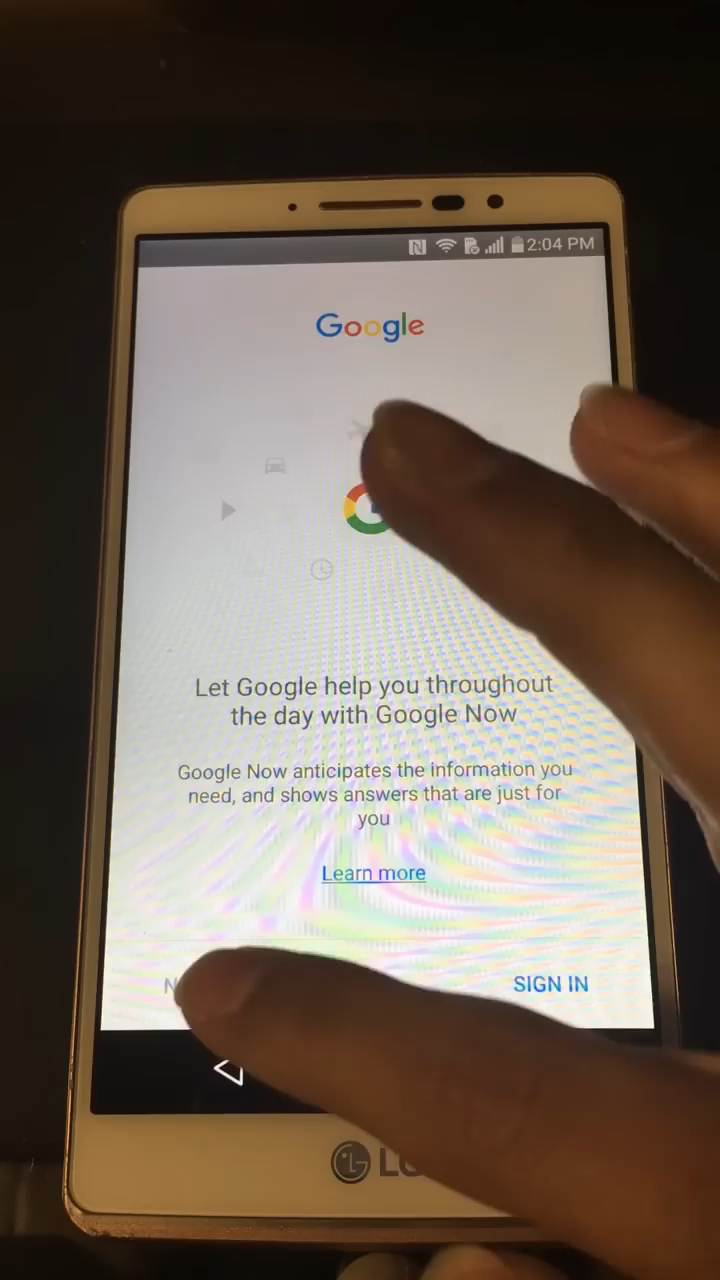 2:04 PM
Google
Let Google help you throughout
the day with Google Now
Google Now anticipates the information you
need, and shows answers that are just for
you
Learn more
SIGN IN
LG